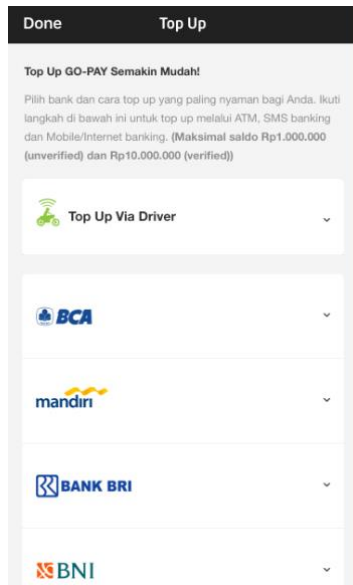 Done Top Up
Top Up GO-PAY Semakin Mudah!
Pilih bank dan cara top up yang paling nyaman bagi Anda. Ikuti
langkah di bawah ini untuk top up melalui ATM, SMS banking
dan Mobile/Internet banking. (Maksimal saldo Rp1.000.000
(unverified) dan Rp10.000.000 (verified))
Top Up Via Driver
BCA
mandiri
BANK BRI
BNI